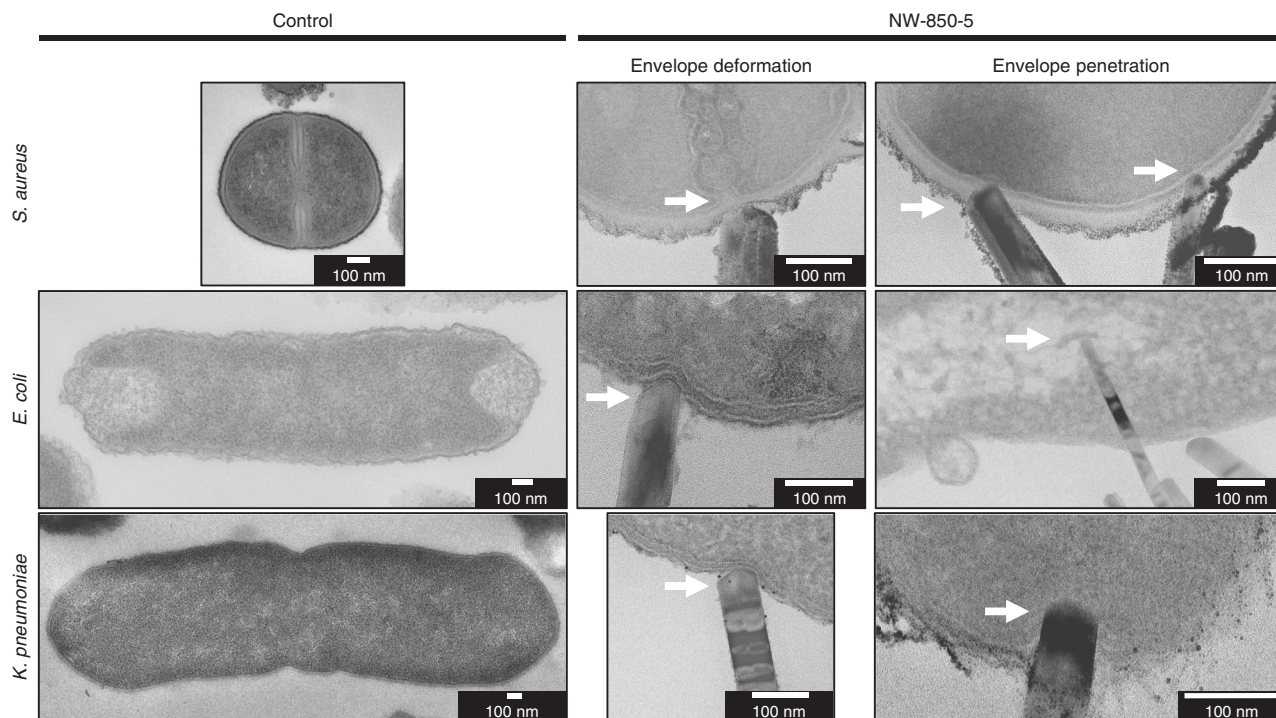 Control
NW-850-5
Envelope deformation
Envelope penetration
S. aureus
100 nm
100 nm
100 nm
E. coli
100 nm
100 nm
100 nm
K. pneumoniae
100 nm
100 nm
100 nm